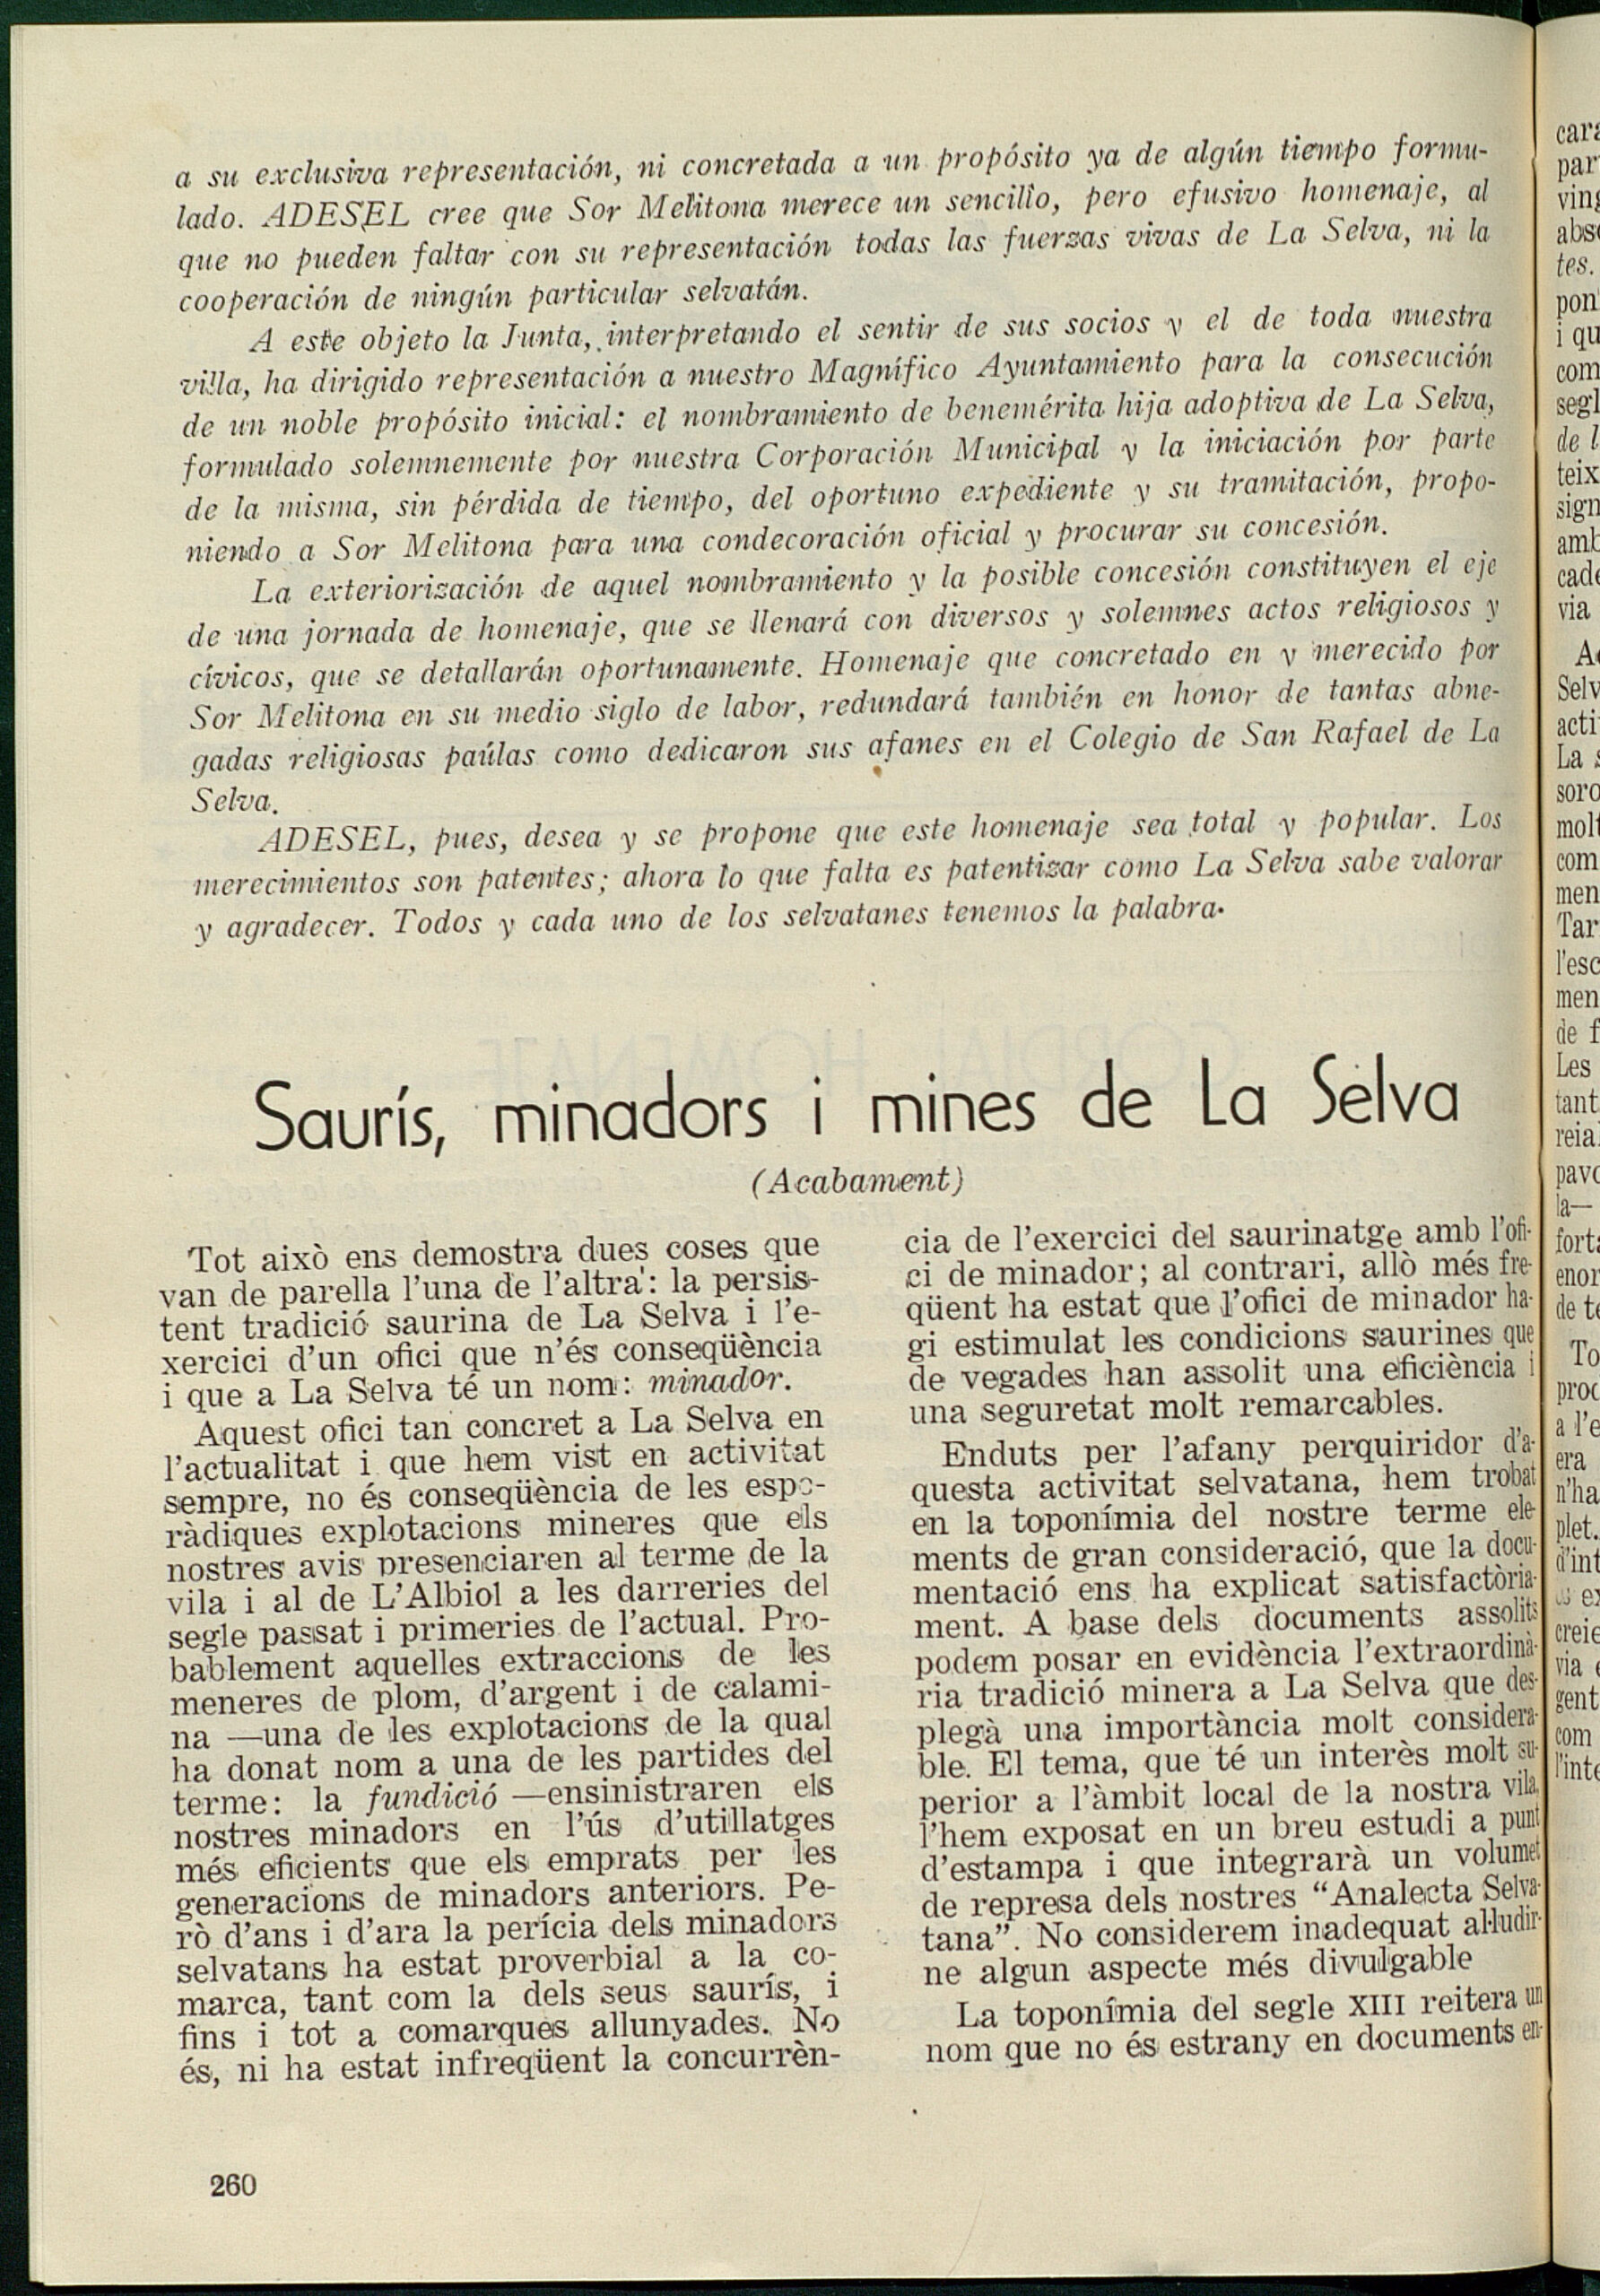 a su exclusiva representación, ni concretada a un propósito ya de algún tiempo formu-
lado. ADESEL cree que Sor Melitona merece un sencillo, pero efusivo homenaje, al
que no pueden faltar con su representación todas las fuerzas vivas de La Selva, ni la
cooperación de ningún particular selvatán.
A este objeto la Junta, interpretando el sentir de sus socios y el de toda nuestra
villa, ha dirigido representación a nuestro Magnífico Ayuntamiento para la consecución
de un noble propósito inicial: el nombramiento de benemérita hija adoptiva de La Selva,
formulado solemnemente por nuestra Corporación Municipal y la iniciación por parte
de la misma, sin pérdida de tiempo, del oportuno expediente y su tramitación, propo-
niendo a Sor Melitona para una condecoración oficial y procurar su concesión.
La exteriorización de aquel nombramiento y la posible concesión constituyen el eje
de una jornada de homenaje, que se llenará con diversos y solemnes actos religiosos y
cívicos, que se detallarán oportunamente. Homenaje que concretado en y merecido por
Sor Melitona en su medio siglo de labor, redundará también en honor de tantas abne-
gadas religiosas paúlas como dedicaron sus afanes en el Colegio de San Rafael de La
Selva.
ADESEL, pues, desea y se propone que este homenaje sea total y popular. Los
merecimientos son patentes; ahora lo que falta es patentizar como La Selva sabe valorar
y agradecer. Todos y cada uno de los selvatanes tenemos la palabra.
Saurís, minadors i mines de La Selva
(Acabament)
Tot això ens demostra dues coses que
van de parella l'una de l'altra: la persis-
tent tradició saurina de La Selva i l'e-
xercici d'un ofici que n'és conseqüència
i que a La Selva té un nom: minador.
Aquest ofici tan concret a La Selva en
l'actualitat i que hem vist en activitat
sempre, no és conseqüència de les espo-
ràdiques explotacions mineres que els
nostres avis presenciaren al terme de la
vila i al de L'Albiol a les darreries del
segle passat i primeries de l'actual. Pro-
bablement aquelles extraccions de les
meneres de plom, d'argent i de calami-
na —una de les explotacions de la qual
ha donat nom a una de les partides del
terme: la fundició —ensinistraren els
nostres minadors en l'ús d'utillatges
més eficients que els emprats per les
generacions de minadors anteriors. Pe-
rò d'ans i d'ara la perícia dels minadors
selvatans ha estat proverbial a la co-
marca, tant com la dels seus saurís, i
fins i tot a comarques allunyades. No
és, ni ha estat infreqüent la concurrèn-
cia de l'exercici del saurinatge amb l'ofi-
ci de minador; al contrari, allò més fre-
qüent ha estat que l'ofici de minador ha-
gi estimulat les condicions saurines que
de vegades han assolit una eficiència i
una seguretat molt remarcables.
Enduts per l'afany perquiridor d'a-
questa activitat selvatana, hem trobat
en la toponímia del nostre terme ele-
ments de gran consideració, que la docu-
mentació ens ha explicat satisfactòria-
ment. A base dels documents assolits
podem posar en evidència l'extraordinà-
ria tradició minera a La Selva que des-
plegà una importància molt considera-
ble. El tema, que té un interès molt su-
perior a l'àmbit local de la nostra vila,
l'hem exposat en un breu estudi a punt
d'estampa i que integrarà un volumet
de represa dels nostres "Analecta Selva-
tana". No considerem inadequat al·ludir-
ne algun aspecte més divulgable
La toponímia del segle XIII reitera un
nom que no és estrany en documents en-
260